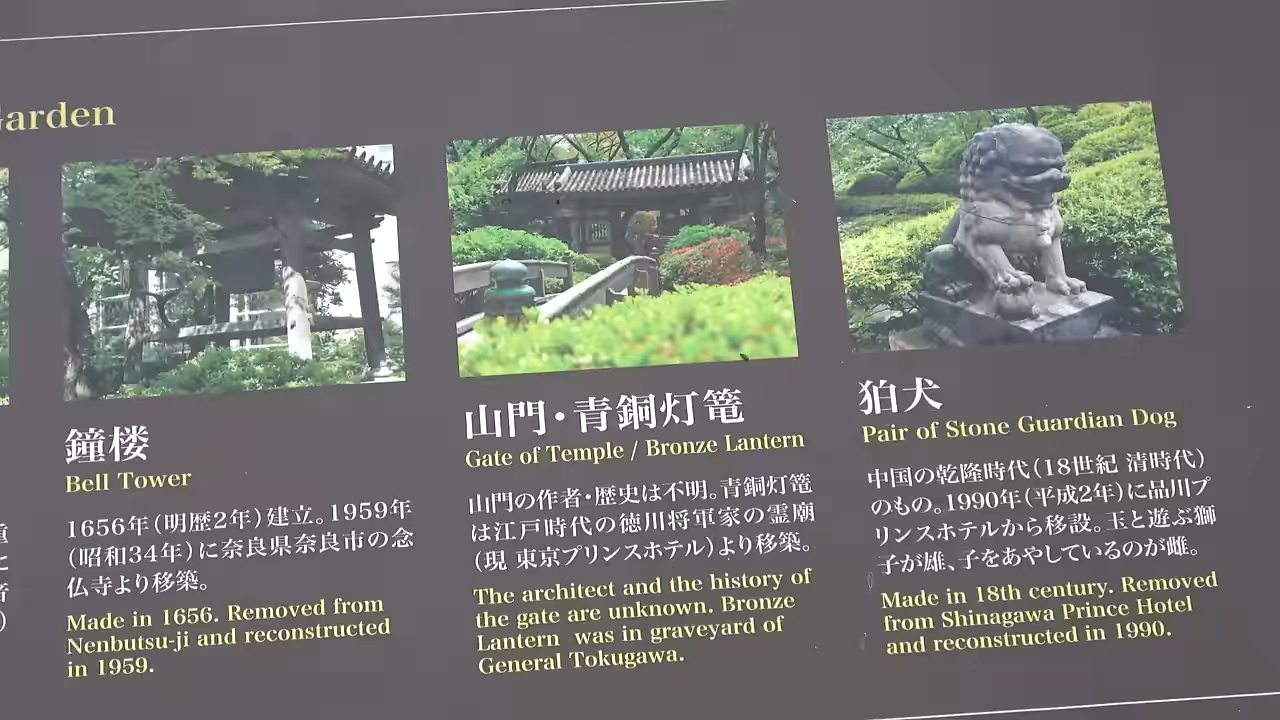 Garden
鐘楼
Bell Tower
1656年(明暦2年)建立。1959年
(昭和34年)に奈良県奈良市の念
仏寺より移築。
Made in 1656. Removed from
Nenbutsu-ji and reconstructed
in 1959.
山門・青銅灯篭
Gate of Temple / Bronze Lantern
山門の作者・歴史は不明。青銅灯篭
は江戸時代の徳川将軍家の霊廟
(現 東京プリンスホテル)より移築。
The architect and the history of
the gate are unknown. Bronze
Lantern was in graveyard of
General Tokugawa.
狛犬
Pair of Stone Guardian Dog
中国の乾隆時代(18世紀 清時代)
のもの。1990年(平成2年)に品川プ
リンスホテルから移設。玉と遊ぶ獅
子が雄、子をあやしているのが雌。
Made in 18th century. Removed
from Shinagawa Prince Hotel
and reconstructed in 1990.